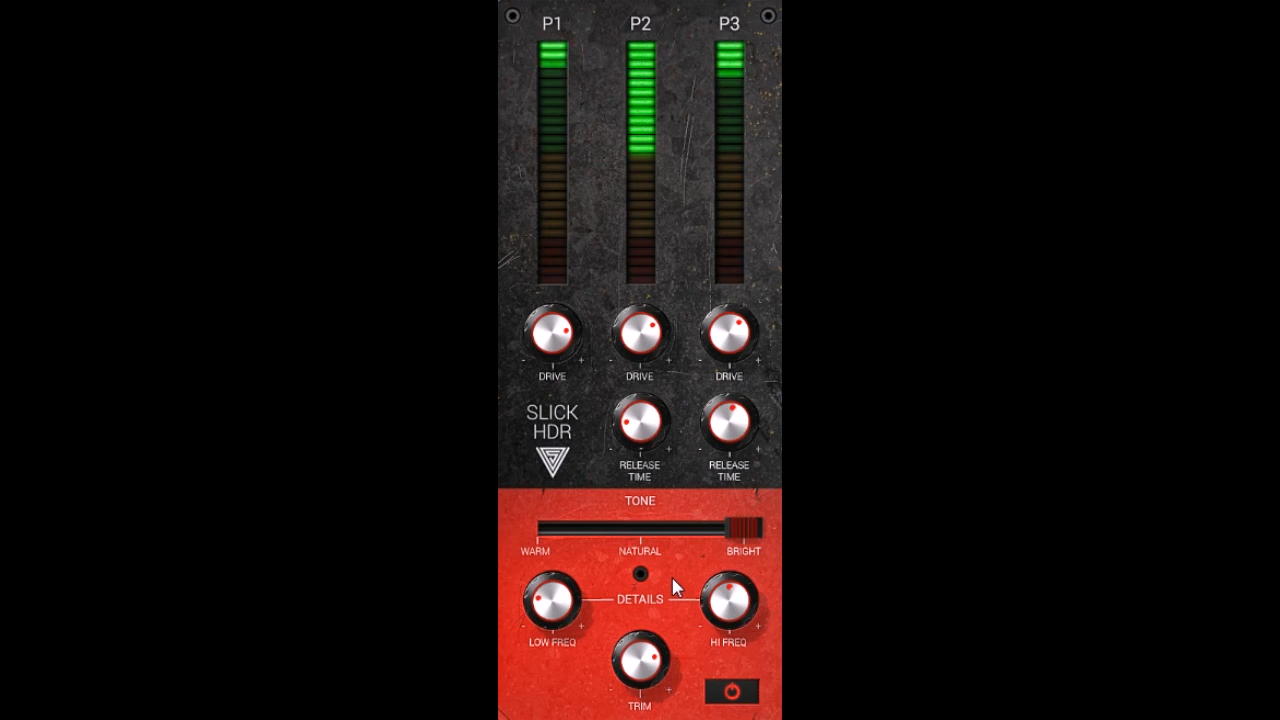 P1 P2 P3
- + - + - +
DRIVE DRIVE DRIVE
SLICK
HDR
- + - +
RELEASE TIME RELEASE TIME
TONE
WARM NATURAL BRIGHT
DETAILS
- + - +
LOW FREQ HI FREQ
- +
TRIM